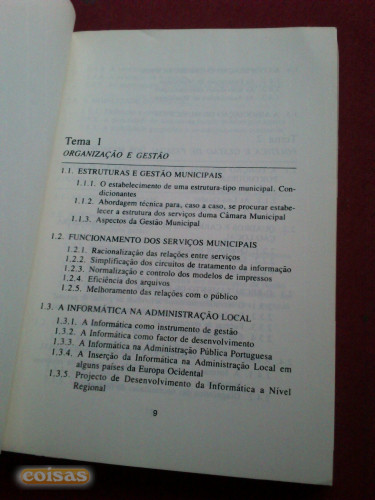 Tema 1
ORGANIZAÇÃO E GESTÃO
1.1. ESTRUTURAS E GESTÃO MUNICIPAIS
1.1.1. O estabelecimento de uma estrutura-tipo municipal. Con-
dicionantes
1.1.2. Abordagem técnica para, caso a caso, se procurar estabe-
lecer a estrutura dos serviços duma Câmara Municipal
1.1.3. Aspectos da Gestão Municipal
1.2. FUNCIONAMENTO DOS SERVIÇOS MUNICIPAIS
1.2.1. Racionalização das relações entre serviços
1.2.2. Simplificação dos circuitos de tratamento da informação
1.2.3. Normalização e controlo dos modelos de impressos
1.2.4. Eficiência dos arquivos
1.2.5. Melhoramento das relações com o público
1.3. A INFORMÁTICA NA ADMINISTRAÇÃO LOCAL
1.3.1. A Informática como instrumento de gestão
1.3.2. A Informática como factor de desenvolvimento
1.3.3. A Informática na Administração Pública Portuguesa
1.3.4. A Inserção da Informática na Administração Local em
alguns países da Europa Ocidental
1.3.5. Projecto de Desenvolvimento da Informática a Nível
Regional
9
coisas